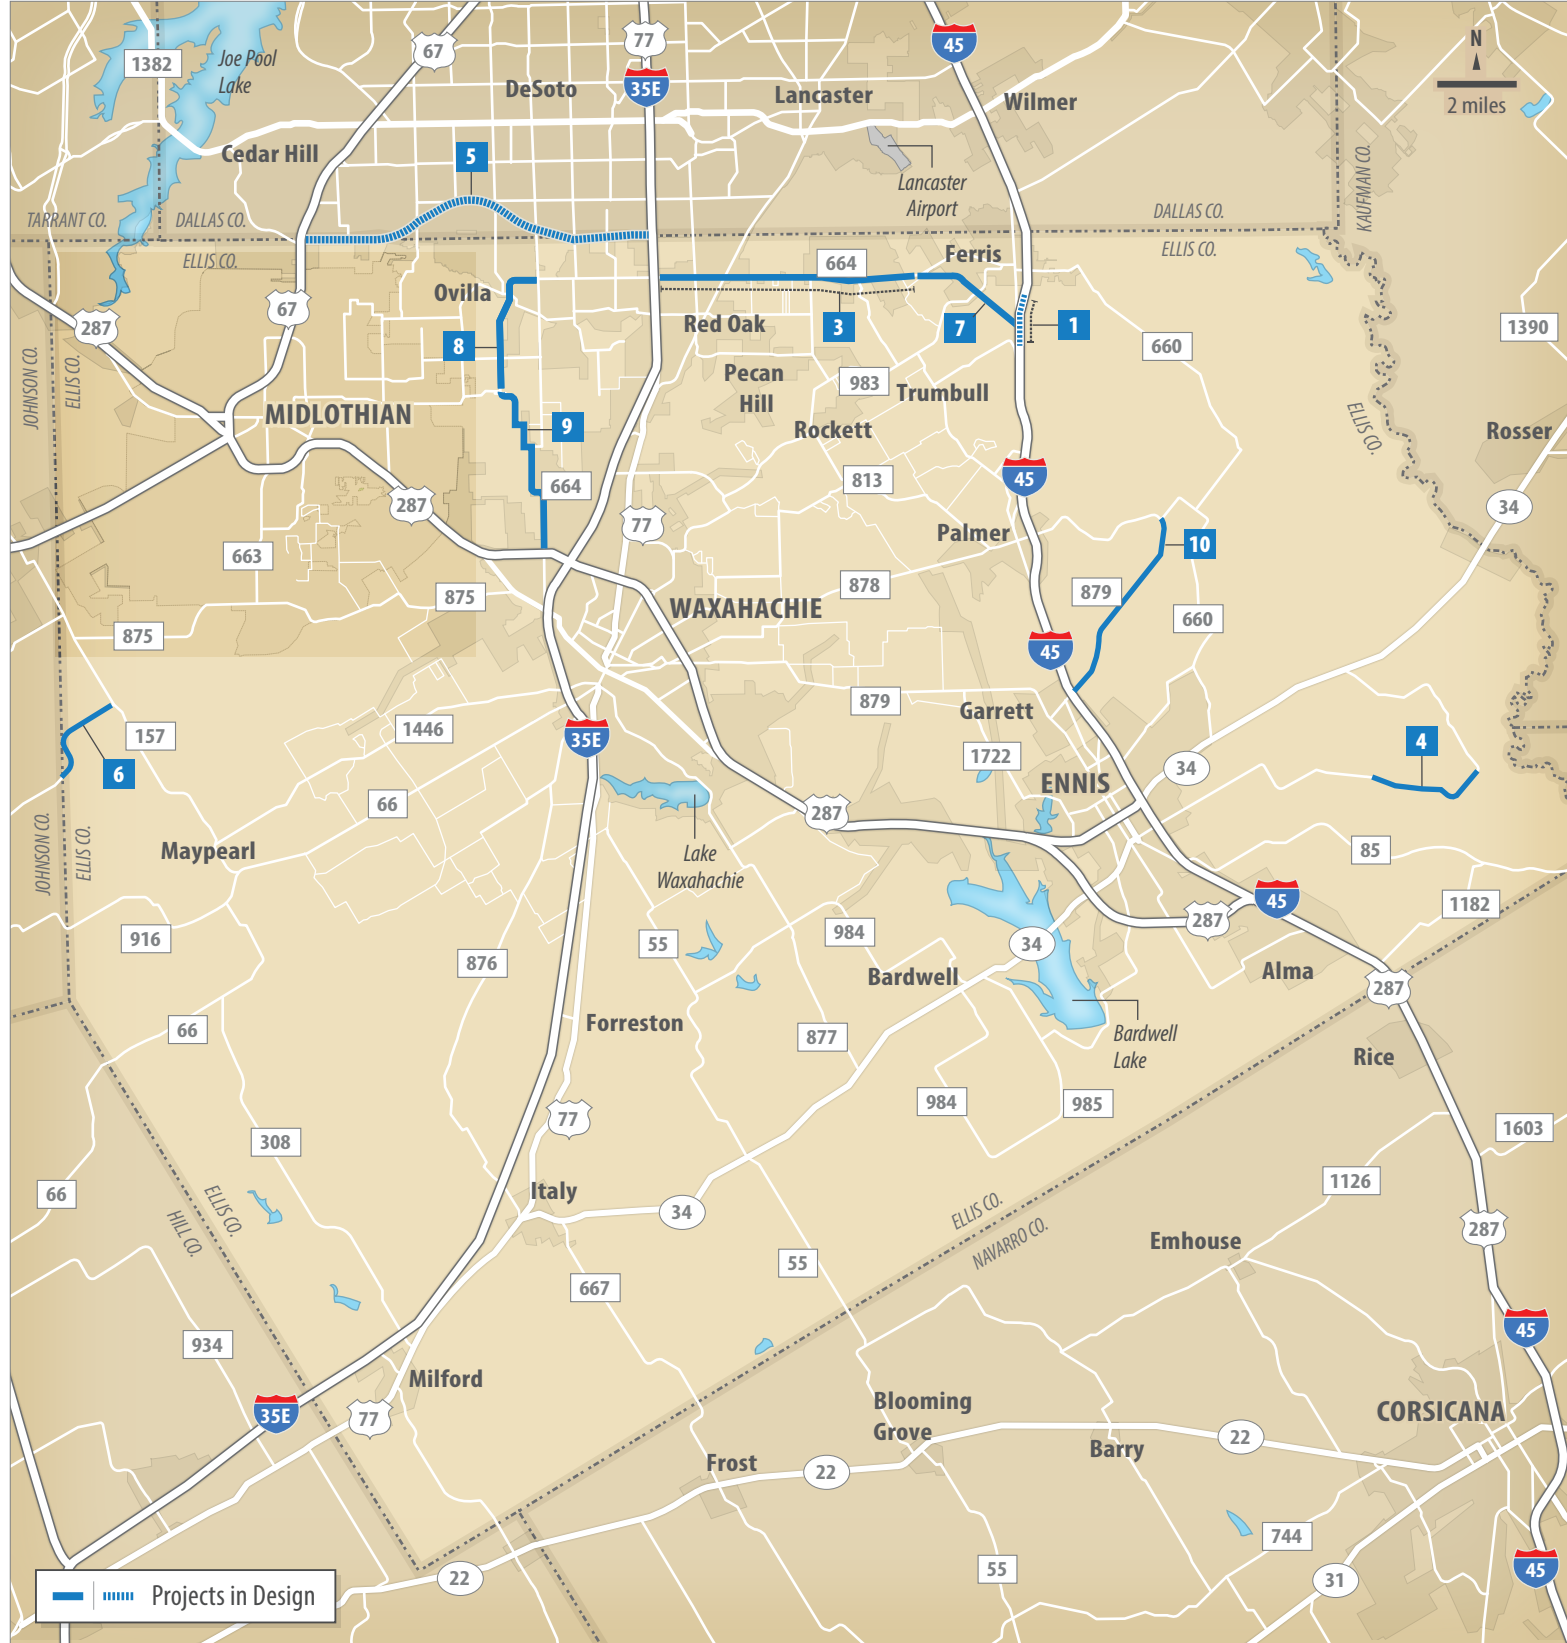 77
67
45
N
1382
Joe Pool
Lake
DeSoto
35E
Lancaster
Wilmer
2 miles
Cedar Hill
5
Lancaster
Airport
KAUFMAN CO.
TARRANT CO.
DALLAS CO.
DALLAS CO.
ELLIS CO.
ELLIS CO.
Ferris
664
Ovilla
67
287
Red Oak
3
7
1
1390
8
660
JOHNSON CO.
ELLIS CO.
Pecan
Hill
983
Trumbull
MIDLOTHIAN
9
Rockett
ELLIS CO.
Rosser
664
813
45
287
34
77
Palmer
10
663
878
879
875
WAXAHACHIE
660
875
45
879
Garrett
157
1446
35E
1722
4
6
34
ENNIS
66
287
Maypearl
JOHNSON CO.
ELLIS CO.
Lake
Waxahachie
85
45
1182
287
916
55
984
34
876
Bardwell
Alma
287
66
Forreston
877
Bardwell
Lake
Rice
984
985
77
308
1603
66
Italy
1126
34
ELLIS CO.
HILL CO.
ELLIS CO.
NAVARRO CO.
287
Emhouse
55
667
45
934
Milford
35E
77
Blooming
Grove
CORSICANA
22
Barry
Frost
22
744
55
45
22
31
Projects in Design